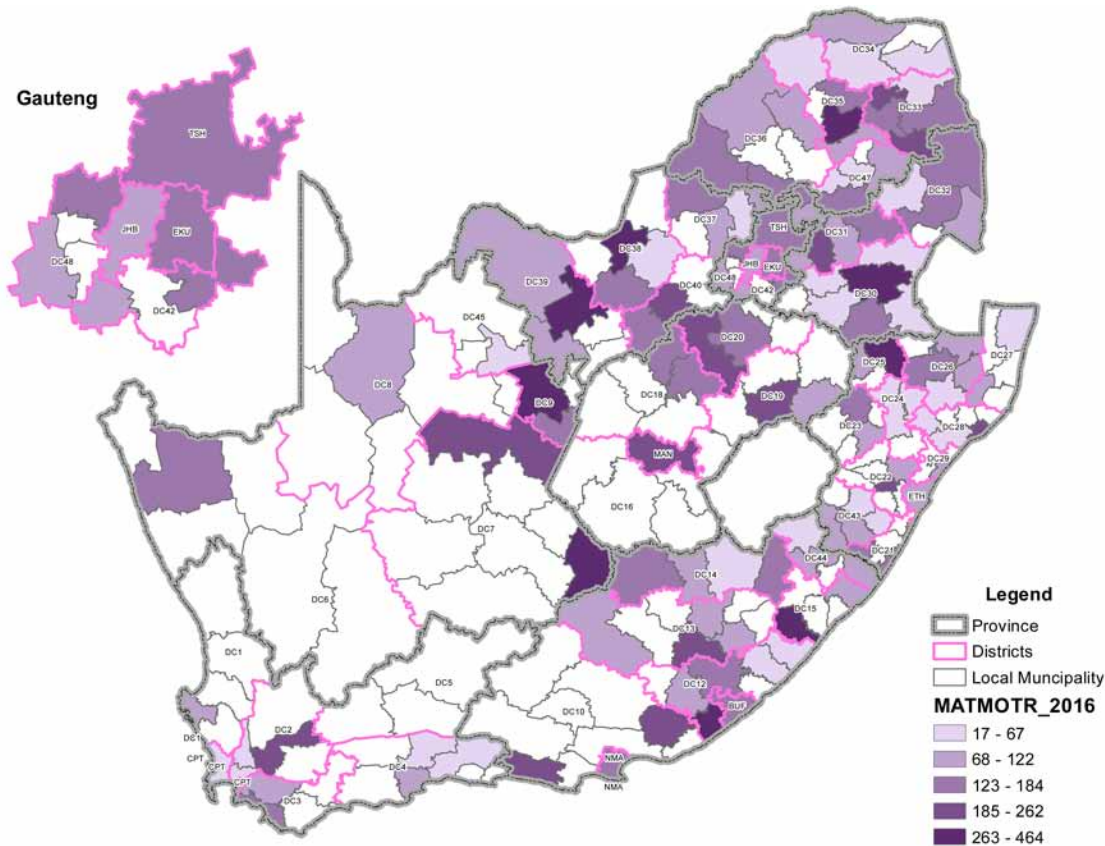 Gauteng
TSH
JHB
EKU
DC48
DC42
DC34
DC35
DC33
DC36
DC47
DC32
DC37
DC38
TSH
DC31
DC39
JHB
EKU
DC48
DC40
DC42
DC30
DC45
DC20
DC8
DC25
DC26
DC27
DC9
DC18
DC19
DC24
DC23
DC28
MAN
DC22
DC29
ETH
DC16
DC43
DC7
DC21
DC14
DC44
DC6
DC15
DC13
DC1
DC5
DC12
DC10
BUF
DC2
DC1
CPT
CPT
DC4
NMA
CPT
DC3
NMA
Legend
Province
Districts
Local Muncipality
MATMOTR_2016
17 - 67
68 - 122
123 - 184
185 - 262
263 - 464